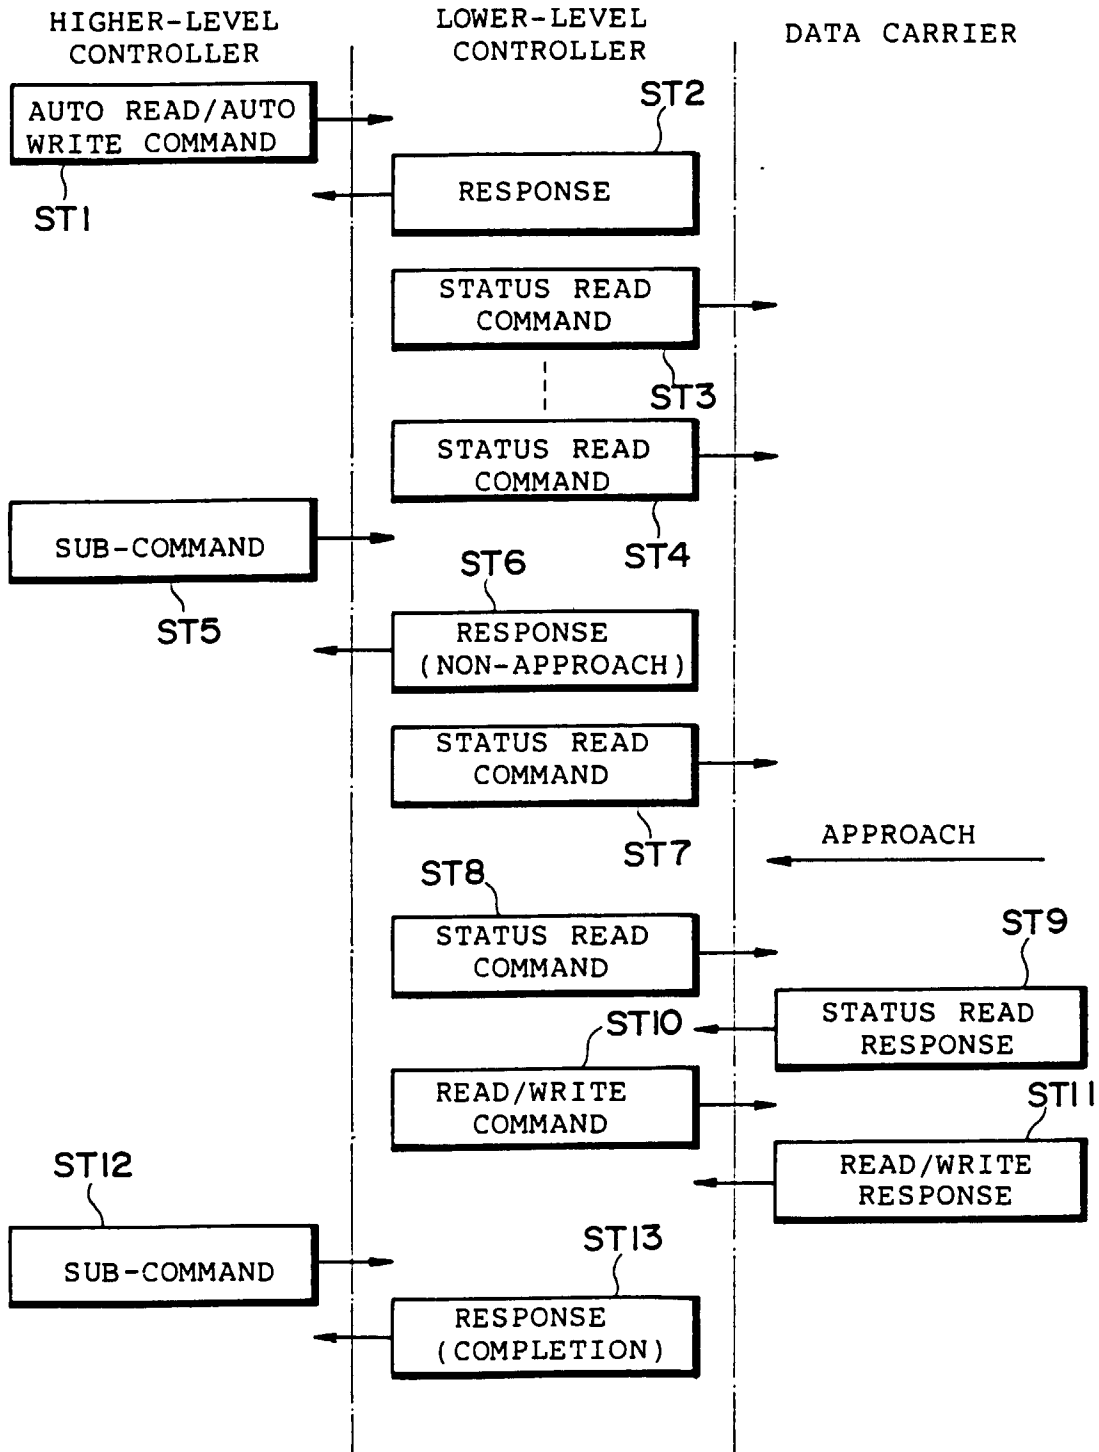 HIGHER-LEVEL
CONTROLLER
LOWER-LEVEL
CONTROLLER
DATA CARRIER
AUTO READ/AUTO
WRITE COMMAND
ST1
ST2
RESPONSE
STATUS READ
COMMAND
ST3
STATUS READ
COMMAND
ST4
SUB-COMMAND
ST5
ST6
RESPONSE
(NON-APPROACH)
STATUS READ
COMMAND
ST7
APPROACH
ST8
STATUS READ
COMMAND
ST9
STATUS READ
RESPONSE
ST10
READ/WRITE
COMMAND
ST11
READ/WRITE
RESPONSE
ST12
SUB-COMMAND
ST13
RESPONSE
(COMPLETION)